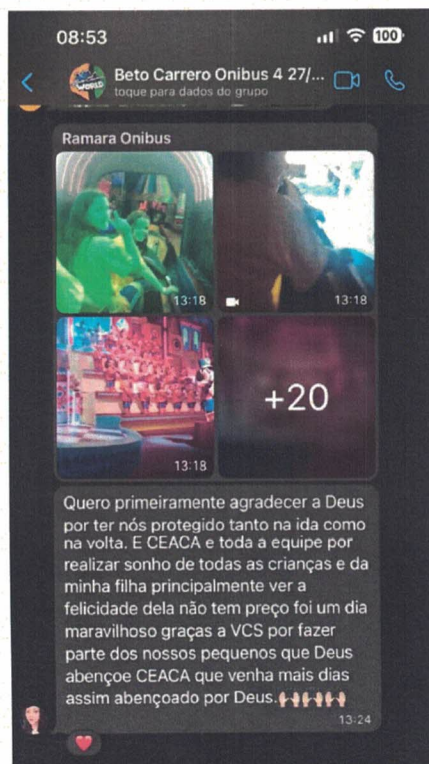 08:53
100
WORLD
Beto Carrero Onibus 4 27/...
toque para dados do grupo
Ramara Onibus
13:18
13:18
13:18
+20
Quero primeiramente agradecer a Deus
por ter nós protegido tanto na ida como
na volta. E CEACA e toda a equipe por
realizar sonho de todas as crianças e da
minha filha principalmente ver a
felicidade dela não tem preço foi um dia
maravilhoso graças a VCS por fazer
parte dos nossos pequenos que Deus
abençoe CEACA que venha mais dias
assim abençoado por Deus.🙌🏻🙌🏻🙌🏻
13:24